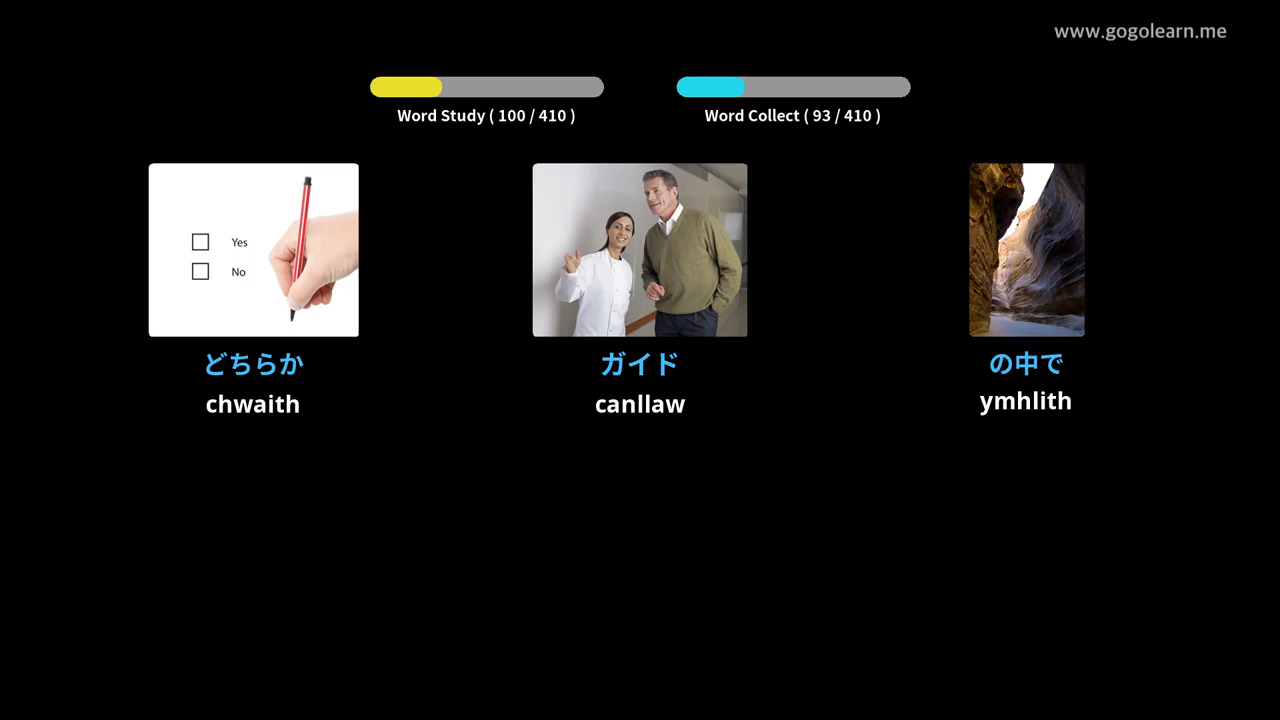 www.gogolearn.me
Word Study ( 100 / 410 )
Word Collect ( 93 / 410 )
Yes
No
どちらか
chwaith
ガイド
canllaw
の中で
ymhlith